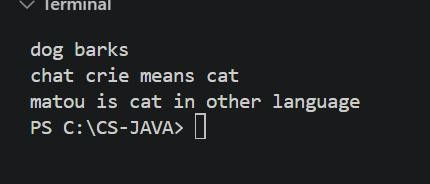 Terminal
dog barks
chat crie means cat
matou is cat in other language
PS C:\CS-JAVA>